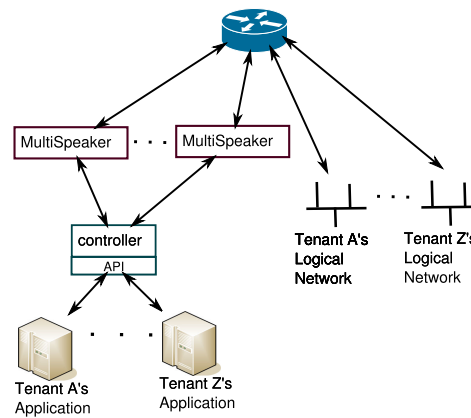 MultiSpeaker
MultiSpeaker
controller
API
Tenant A's
Logical
Network
Tenant Z's
Logical
Network
Tenant A's
Application
Tenant Z's
Application